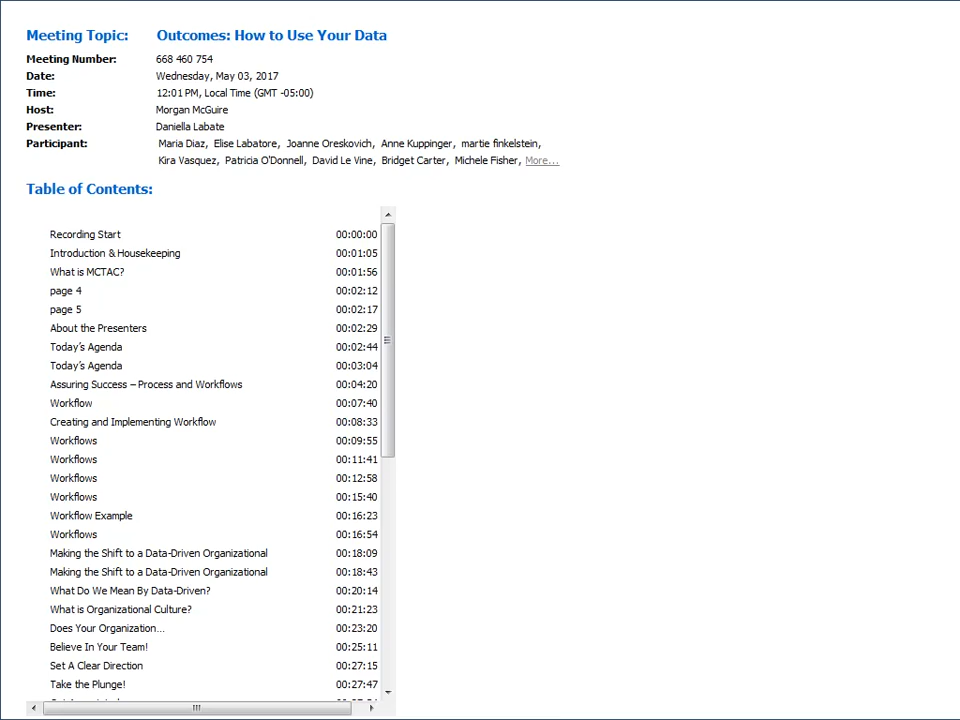 Meeting Topic: Outcomes: How to Use Your Data
Meeting Number: 668 460 754
Date: Wednesday, May 03, 2017
Time: 12:01 PM, Local Time (GMT -05:00)
Host: Morgan McGuire
Presenter: Daniella Labate
Participant: Maria Diaz, Elise Labatore, Joanne Oreskovich, Anne Kuppinger, martie finkelstein,
Kira Vasquez, Patricia O'Donnell, David Le Vine, Bridget Carter, Michele Fisher, More...
Table of Contents:
Recording Start 00:00:00
Introduction & Housekeeping 00:01:05
What is MCTAC? 00:01:56
page 4 00:02:12
page 5 00:02:17
About the Presenters 00:02:29
Today's Agenda 00:02:44
Today's Agenda 00:03:04
Assuring Success – Process and Workflows 00:04:20
Workflow 00:07:40
Creating and Implementing Workflow 00:08:33
Workflows 00:09:55
Workflows 00:11:41
Workflows 00:12:58
Workflows 00:15:40
Workflow Example 00:16:23
Workflows 00:16:54
Making the Shift to a Data-Driven Organizational 00:18:09
Making the Shift to a Data-Driven Organizational 00:18:43
What Do We Mean By Data-Driven? 00:20:14
What is Organizational Culture? 00:21:23
Does Your Organization... 00:23:20
Believe In Your Team! 00:25:11
Set A Clear Direction 00:27:15
Take the Plunge! 00:27:47